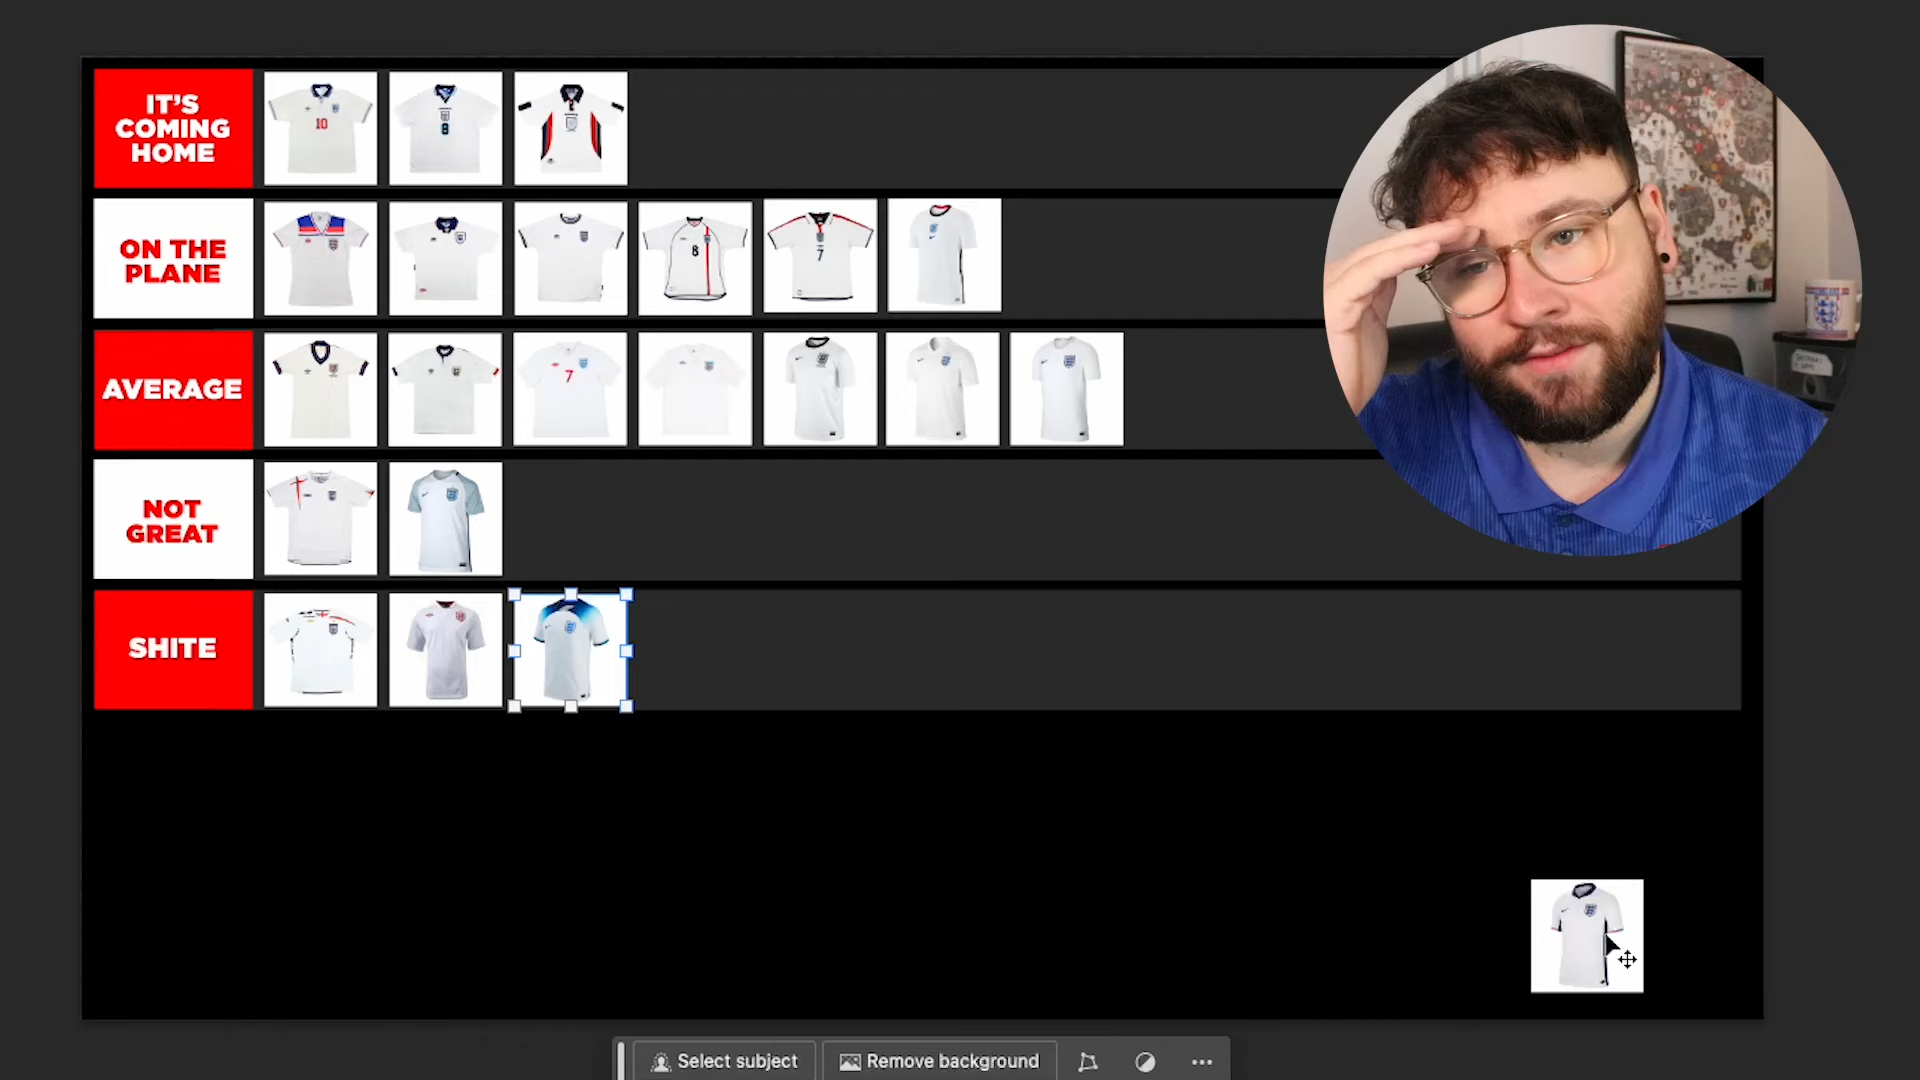 IT'S
COMING
HOME
10
8
ON THE
PLANE
8
7
AVERAGE
7
NOT
GREAT
SHITE
Select subject
Remove background